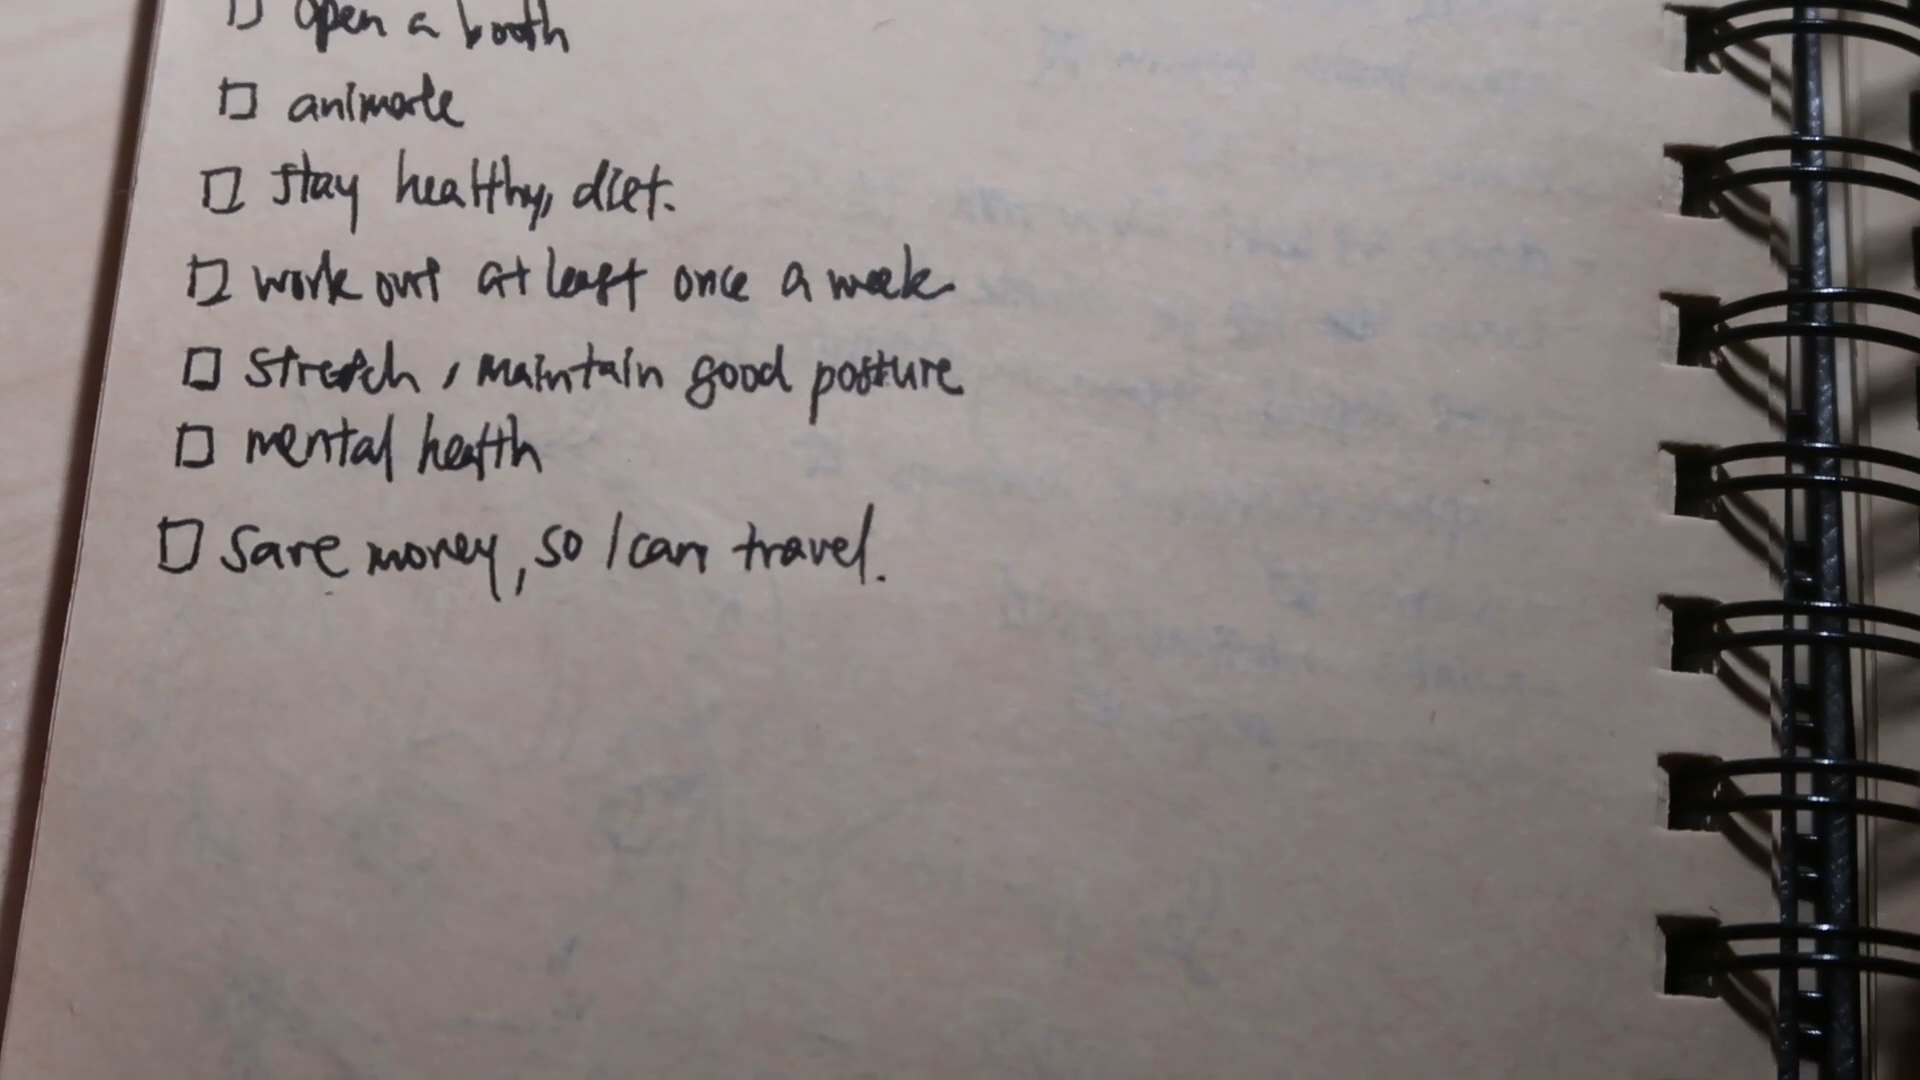 ☐ open a booth
☐ animate
☐ stay healthy, diet.
☐ work out at least once a week
☐ stretch, maintain good posture
☐ mental health
☐ save money, so I can travel.